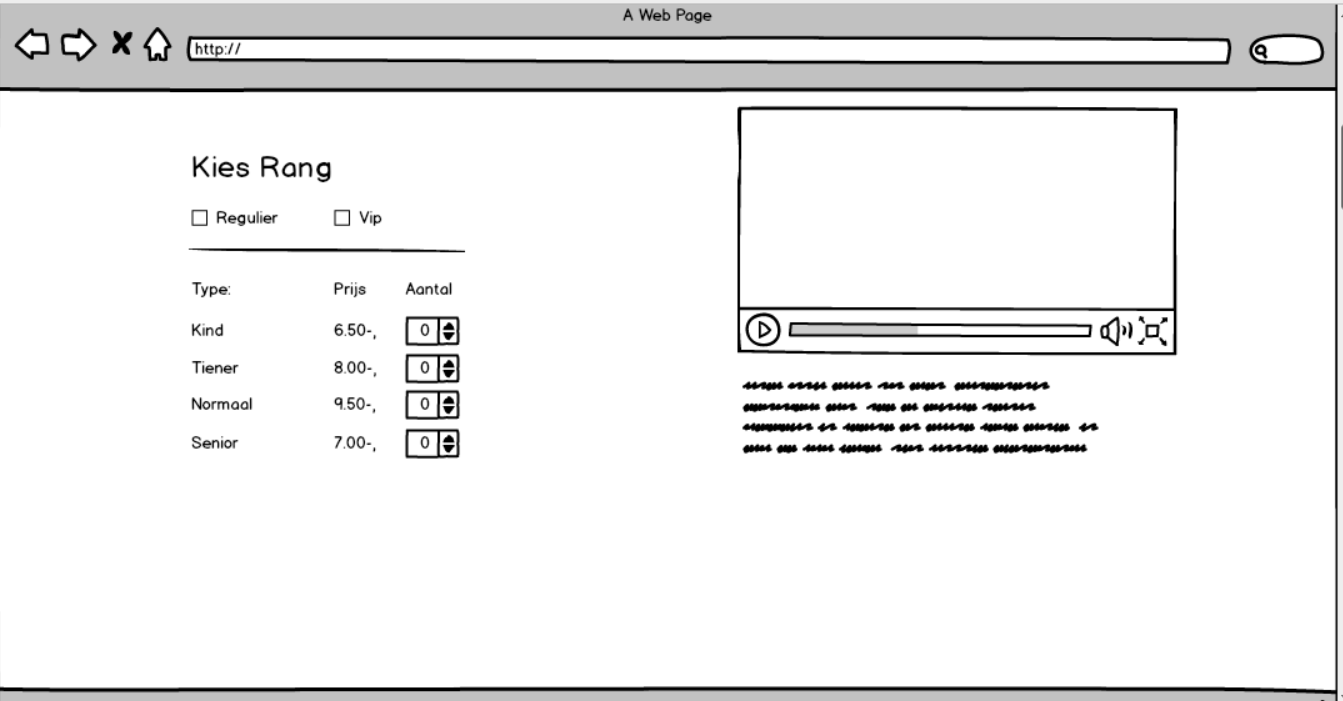 A Web Page
http://
Kies Rang
Regulier Vip
Type: Prijs Aantal
Kind 6.50-, 0
Tiener 8.00-, 0
Normaal 9.50-, 0
Senior 7.00-, 0